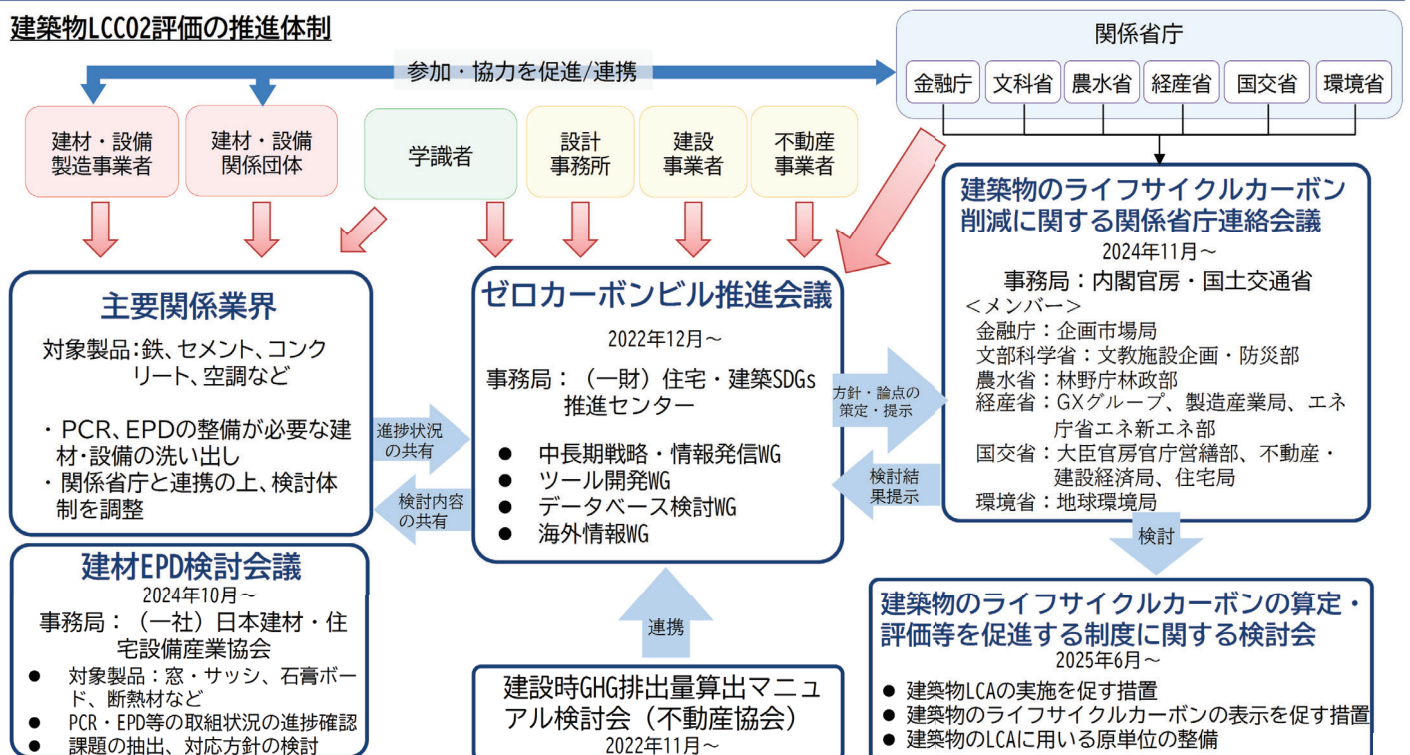 建築物LCCO2評価の推進体制
参加・協力を促進/連携
関係省庁
金融庁
文科省
農水省
経産省
国交省
環境省
建材・設備
製造事業者
建材・設備
関係団体
学識者
設計
事務所
建設
事業者
不動産
事業者
主要関係業界
対象製品:鉄、セメント、コンク
リート、空調など
・PCR、EPDの整備が必要な建
材・設備の洗い出し
・関係省庁と連携の上、検討体
制を調整
進捗状況
の共有
検討内容
の共有
ゼロカーボンビル推進会議
2022年12月～
事務局：（一財）住宅・建築SDGs
推進センター
● 中長期戦略・情報発信WG
● ツール開発WG
● データベース検討WG
● 海外情報WG
方針・論点の
策定・提示
検討結
果提示
建築物のライフサイクルカーボン
削減に関する関係省庁連絡会議
2024年11月～
事務局：内閣官房・国土交通省
＜メンバー＞
金融庁：企画市場局
文部科学省：文教施設企画・防災部
農水省：林野庁林政部
経産省：GXグループ、製造産業局、エネ
庁省エネ新エネ部
国交省：大臣官房官庁営繕部、不動産・
建設経済局、住宅局
環境省：地球環境局
検討
建材EPD検討会議
2024年10月～
事務局：（一社）日本建材・住
宅設備産業協会
● 対象製品：窓・サッシ、石膏ボー
ド、断熱材など
● PCR・EPD等の取組状況の進捗確認
● 課題の抽出、対応方針の検討
連携
建設時GHG排出量算出マニュ
アル検討会（不動産協会）
2022年11月～
建築物のライフサイクルカーボンの算定・
評価等を促進する制度に関する検討会
2025年6月～
● 建築物LCAの実施を促す措置
● 建築物のライフサイクルカーボンの表示を促す措置
● 建築物のLCAに用いる原単位の整備